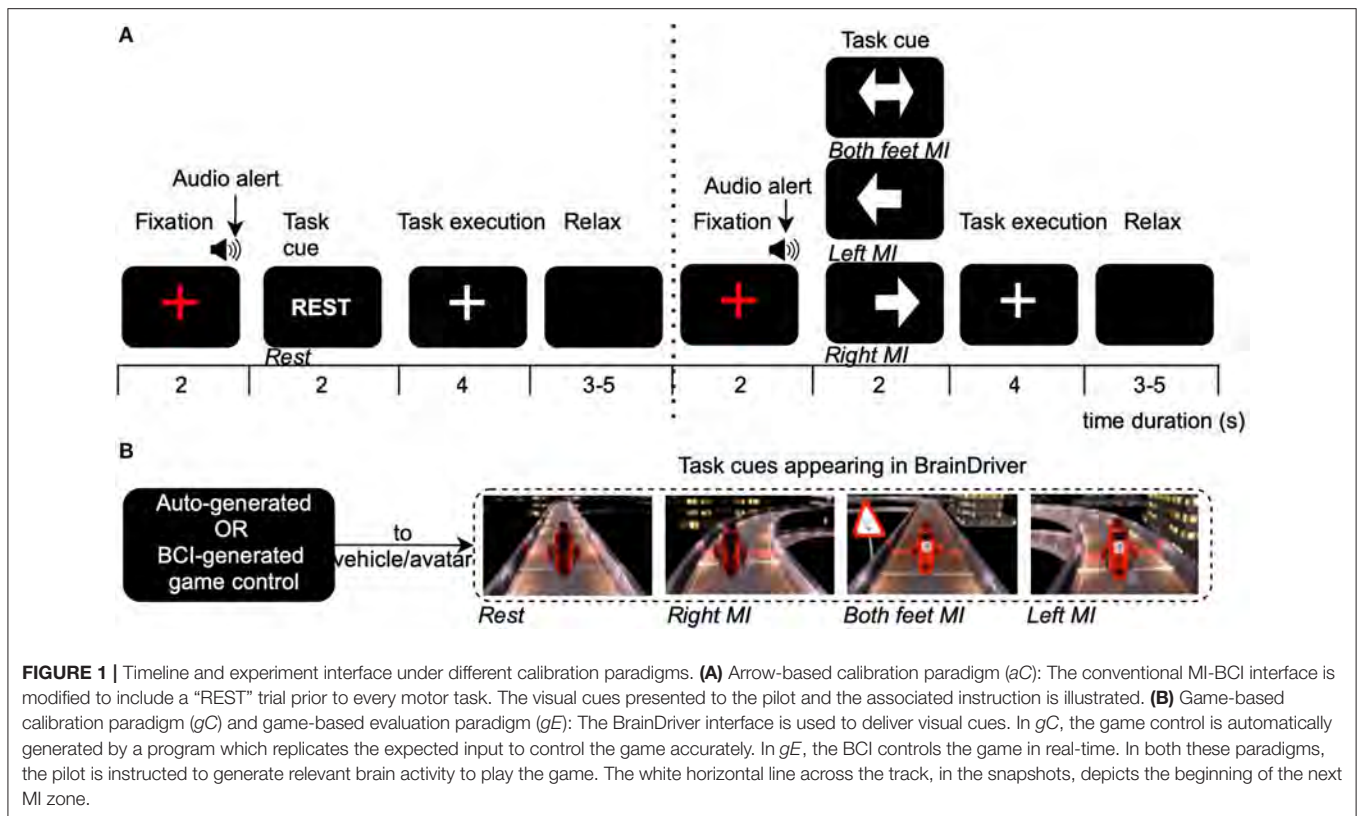 A
Task cue
Both feet MI
Audio alert
Audio alert
Fixation
Task
cue
Task execution
Relax
Fixation
Left MI
Task execution
Relax
REST
Rest
Right MI
2
2
4
3-5
2
2
4
3-5
time duration (s)
B
Task cues appearing in BrainDriver
Auto-generated
OR
BCI-generated
game control
to
vehicle/avatar
Rest
Right MI
Both feet MI
Left MI
FIGURE 1 | Timeline and experiment interface under different calibration paradigms. (A) Arrow-based calibration paradigm (aC): The conventional MI-BCI interface is
modified to include a “REST” trial prior to every motor task. The visual cues presented to the pilot and the associated instruction is illustrated. (B) Game-based
calibration paradigm (gC) and game-based evaluation paradigm (gE): The BrainDriver interface is used to deliver visual cues. In gC, the game control is automatically
generated by a program which replicates the expected input to control the game accurately. In gE, the BCI controls the game in real-time. In both these paradigms,
the pilot is instructed to generate relevant brain activity to play the game. The white horizontal line across the track, in the snapshots, depicts the beginning of the next
MI zone.